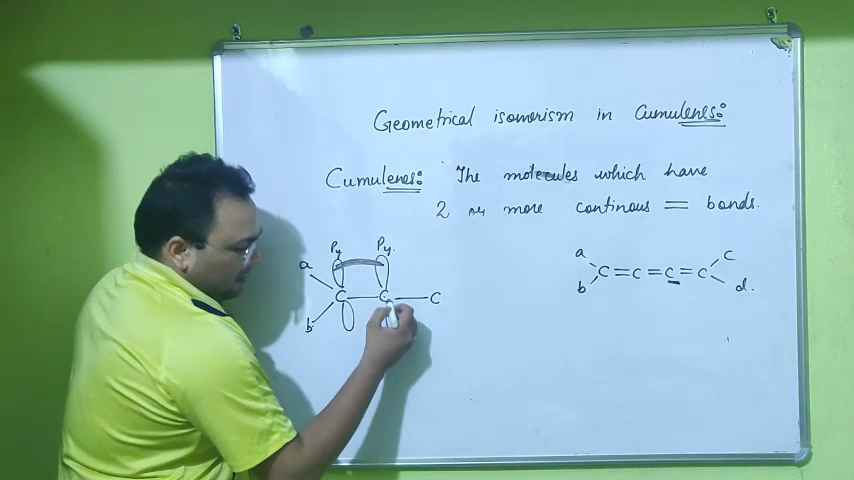 Geometrical isomerism in Cumulenes:
Cumulenes: The molecules which have
2 or more continous = bonds.
Py Py.
a
C — C — C
b
a c
C = C = C = C
b d.